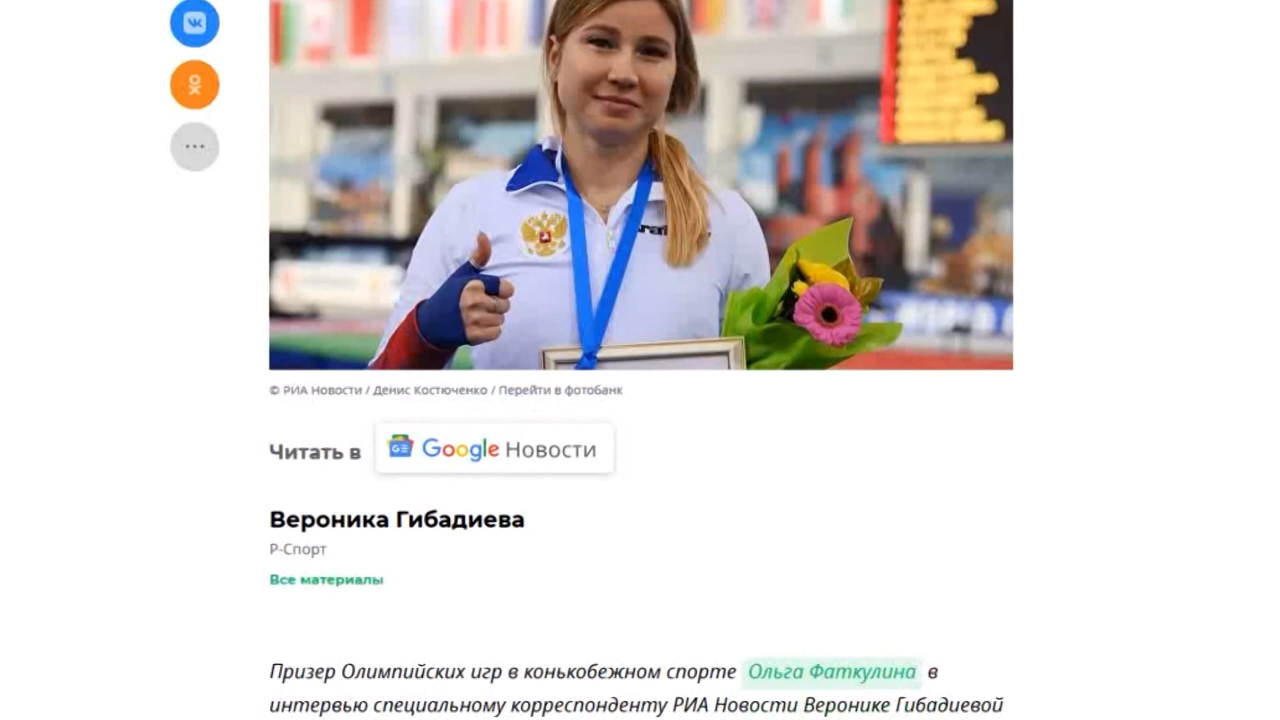 © РИА Новости / Денис Костюченко / Перейти в фотобанк
Читать в
GE
Google Новости
Вероника Гибадиева
Р-Спорт
Все материалы
Призер Олимпийских игр в конькобежном спорте Ольга Фаткулина в
интервью специальному корреспонденту РИА Новости Веронике Гибадиевой